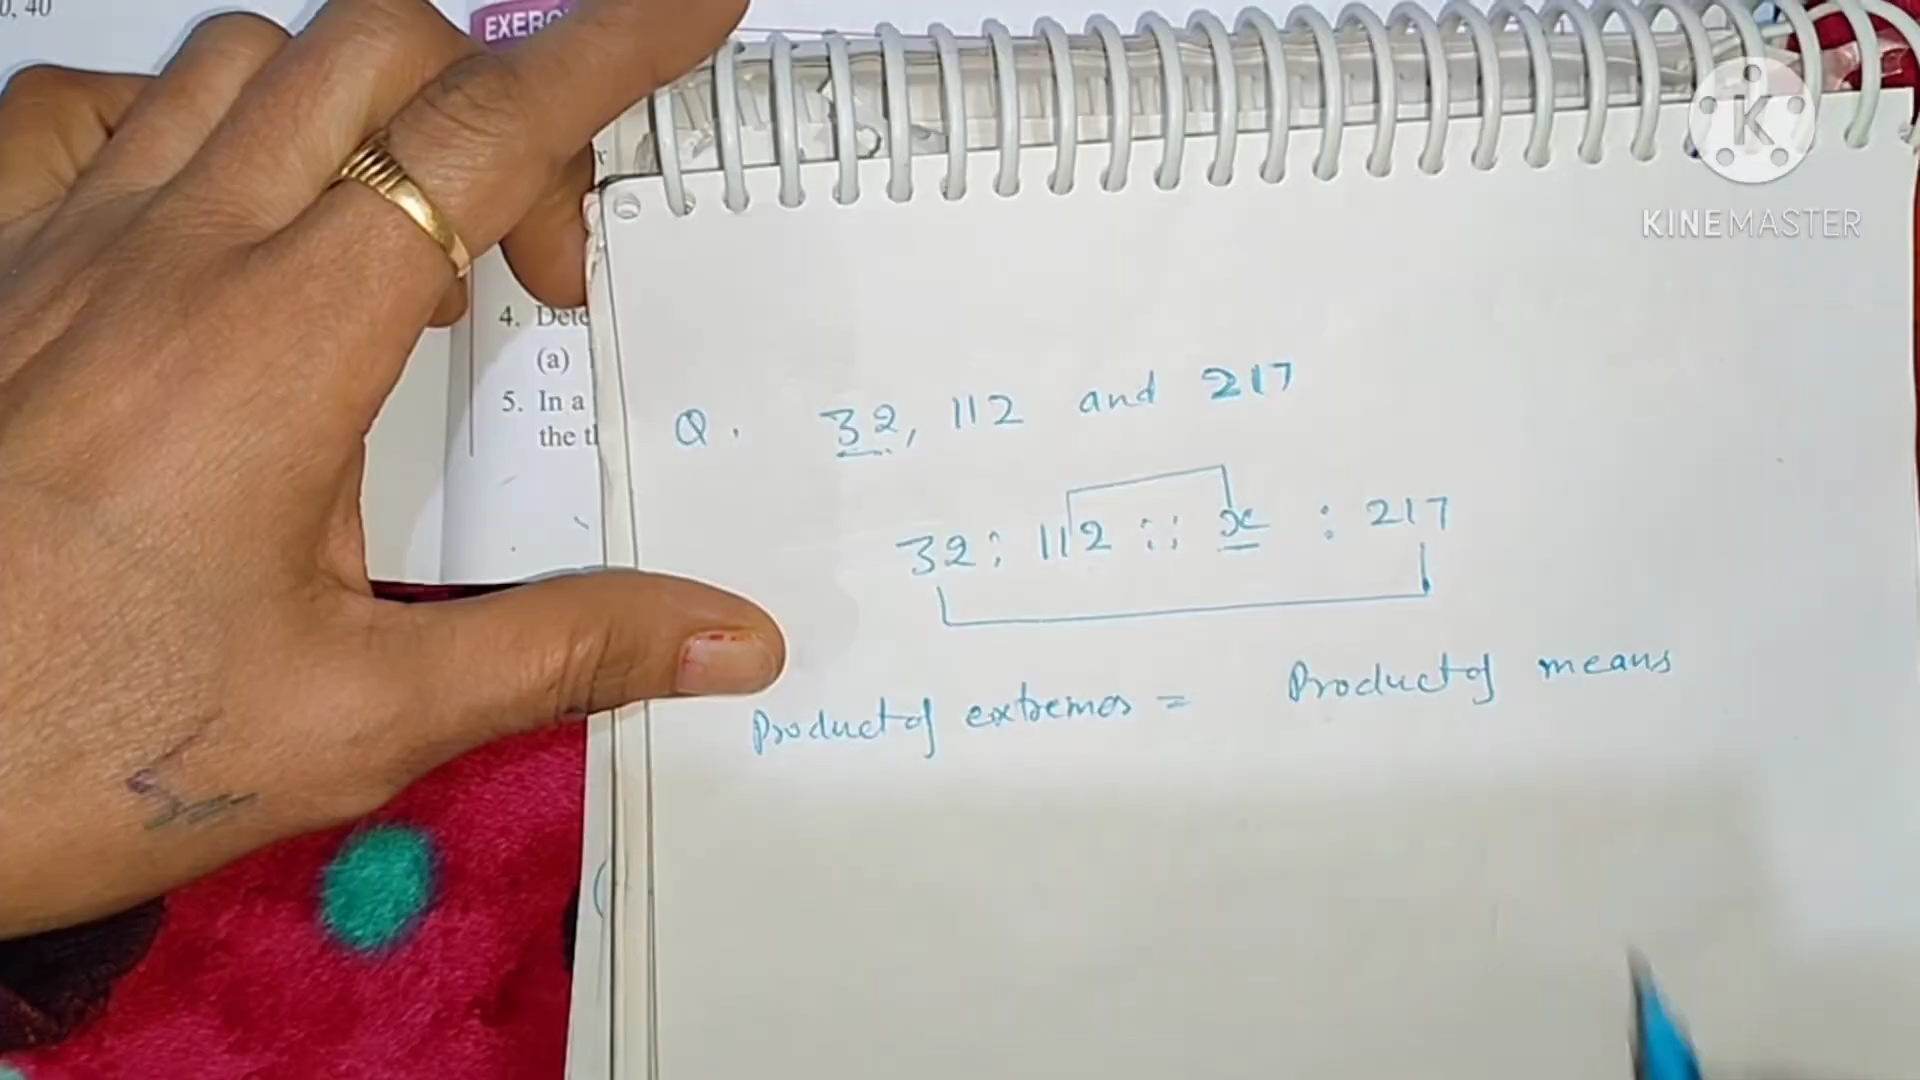 0, 40
EXERC
KINEMASTER
4. Dete
(a)
5. In a
the th
Q. 32, 112 and 217
32 : 112 :: x : 217
Product of extremes = Product of means